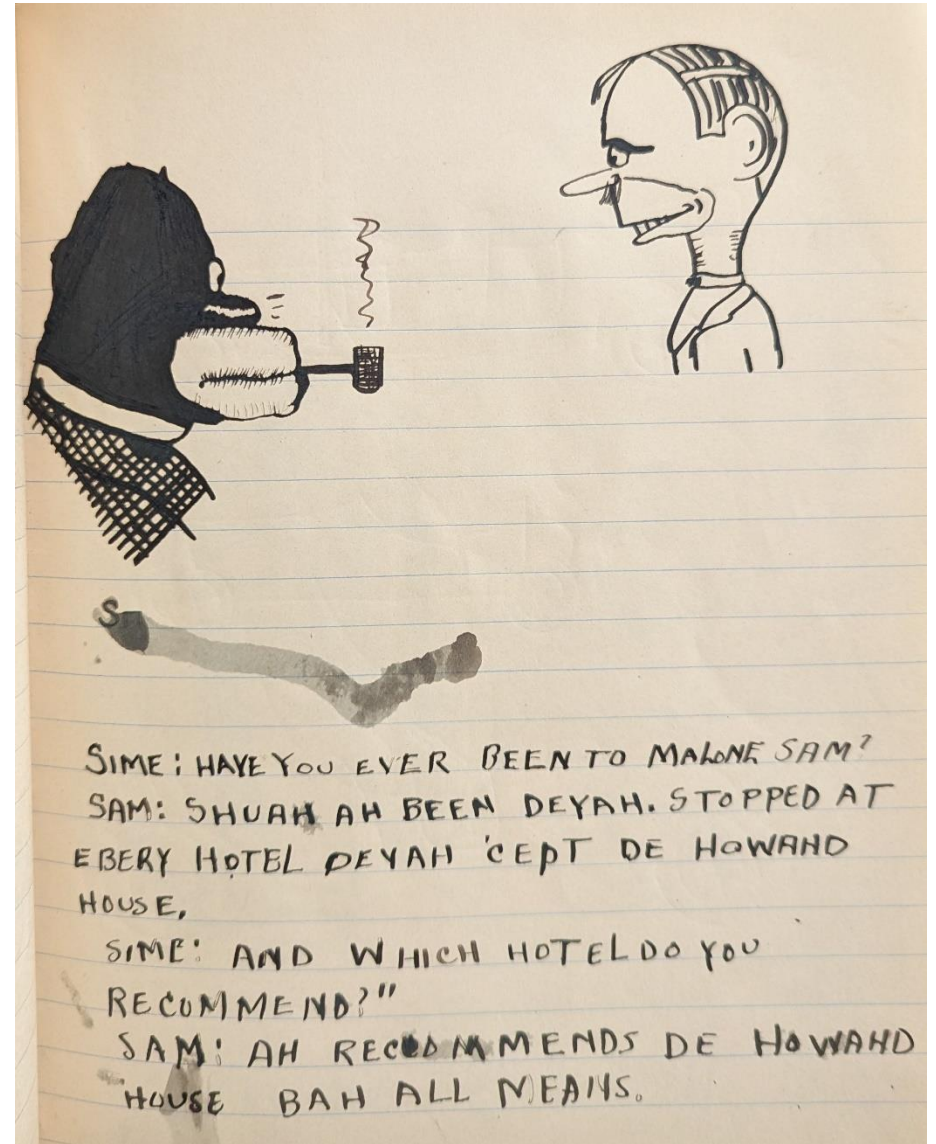 S
SIME: HAVE YOU EVER BEEN TO MALONE SAM?
SAM: SHUAH AH BEEN DEYAH. STOPPED AT
EBERY HOTEL DEYAH 'CEPT DE HOWAHD
HOUSE.
SIME: AND WHICH HOTEL DO YOU
RECOMMEND?"
SAM: AH RECOMMENDS DE HOWAHD
HOUSE BAH ALL MEANS.